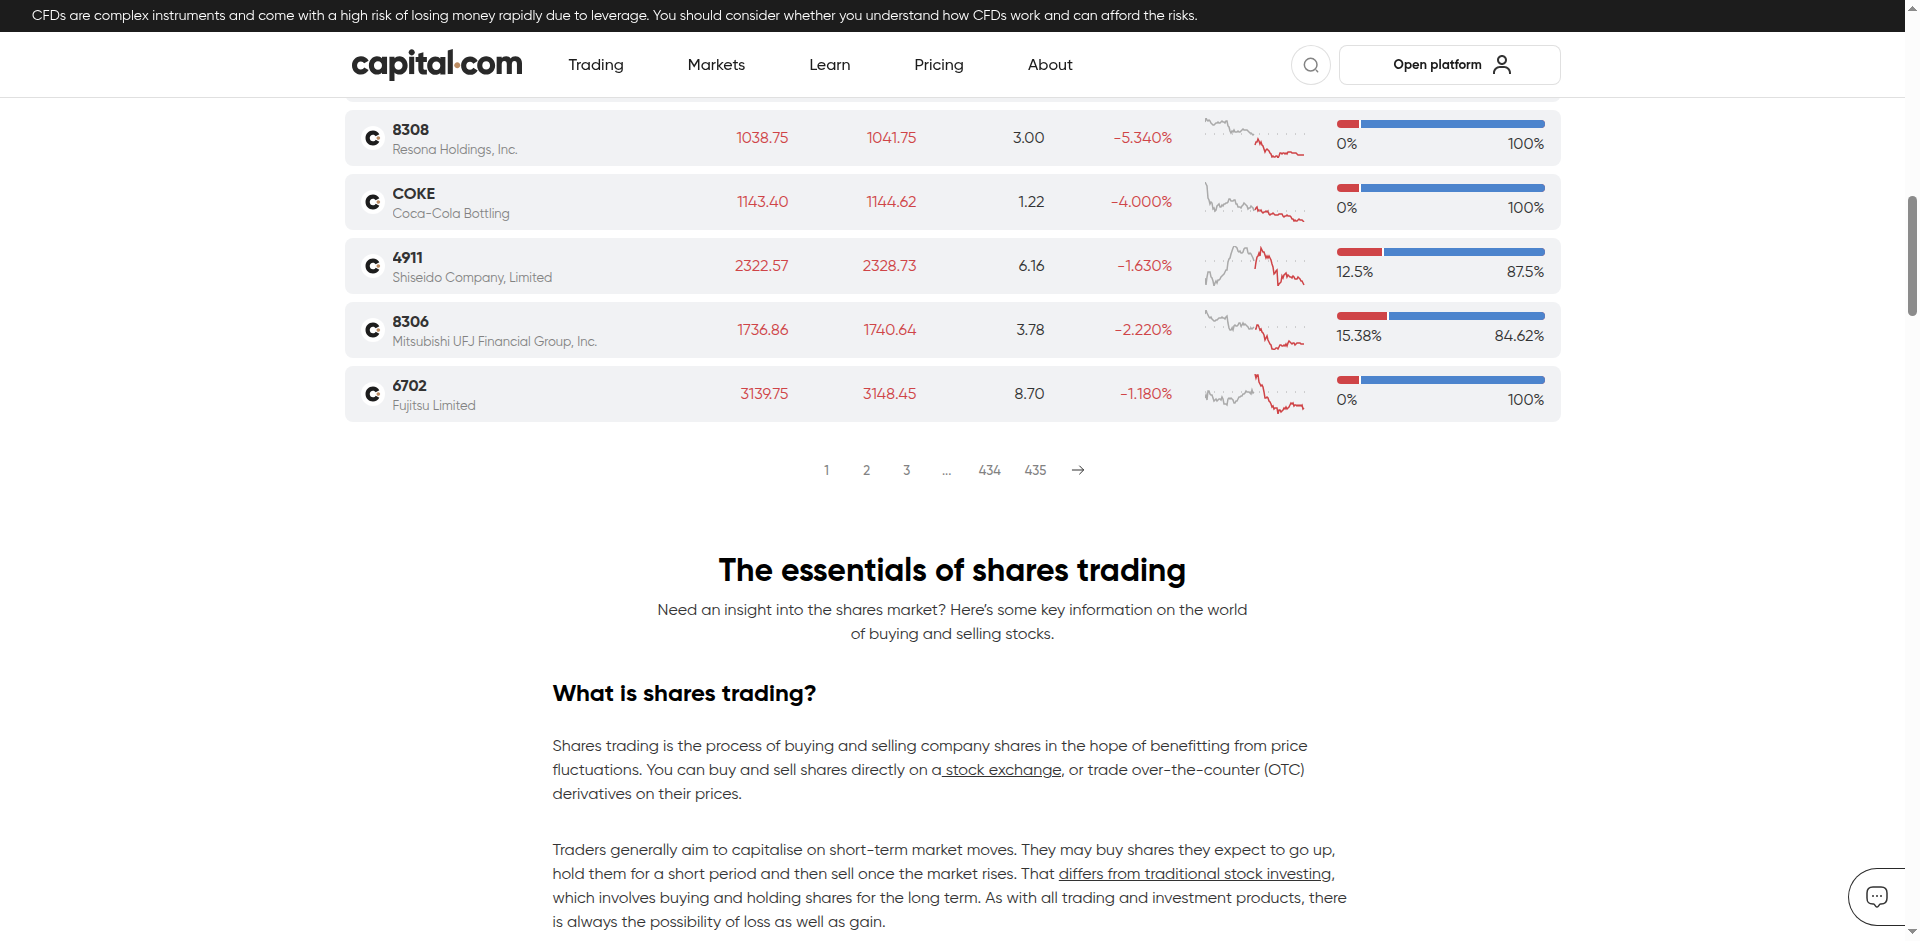 CFDs are complex instruments and come with a high risk of losing money rapidly due to leverage. You should consider whether you understand how CFDs work and can afford the risks.
capital.com Trading Markets Learn Pricing About Open platform
8308 1038.75 1041.75 3.00 -5.340% 0% 100%
Resona Holdings, Inc.
COKE 1143.40 1144.62 1.22 -4.000% 0% 100%
Coca-Cola Bottling
4911 2322.57 2328.73 6.16 -1.630% 12.5% 87.5%
Shiseido Company, Limited
8306 1736.86 1740.64 3.78 -2.220% 15.38% 84.62%
Mitsubishi UFJ Financial Group, Inc.
6702 3139.75 3148.45 8.70 -1.180% 0% 100%
Fujitsu Limited
1 2 3 ... 434 435
The essentials of shares trading
Need an insight into the shares market? Here's some key information on the world
of buying and selling stocks.
What is shares trading?
Shares trading is the process of buying and selling company shares in the hope of benefitting from price
fluctuations. You can buy and sell shares directly on a stock exchange, or trade over-the-counter (OTC)
derivatives on their prices.
Traders generally aim to capitalise on short-term market moves. They may buy shares they expect to go up,
hold them for a short period and then sell once the market rises. That differs from traditional stock investing,
which involves buying and holding shares for the long term. As with all trading and investment products, there
is always the possibility of loss as well as gain.